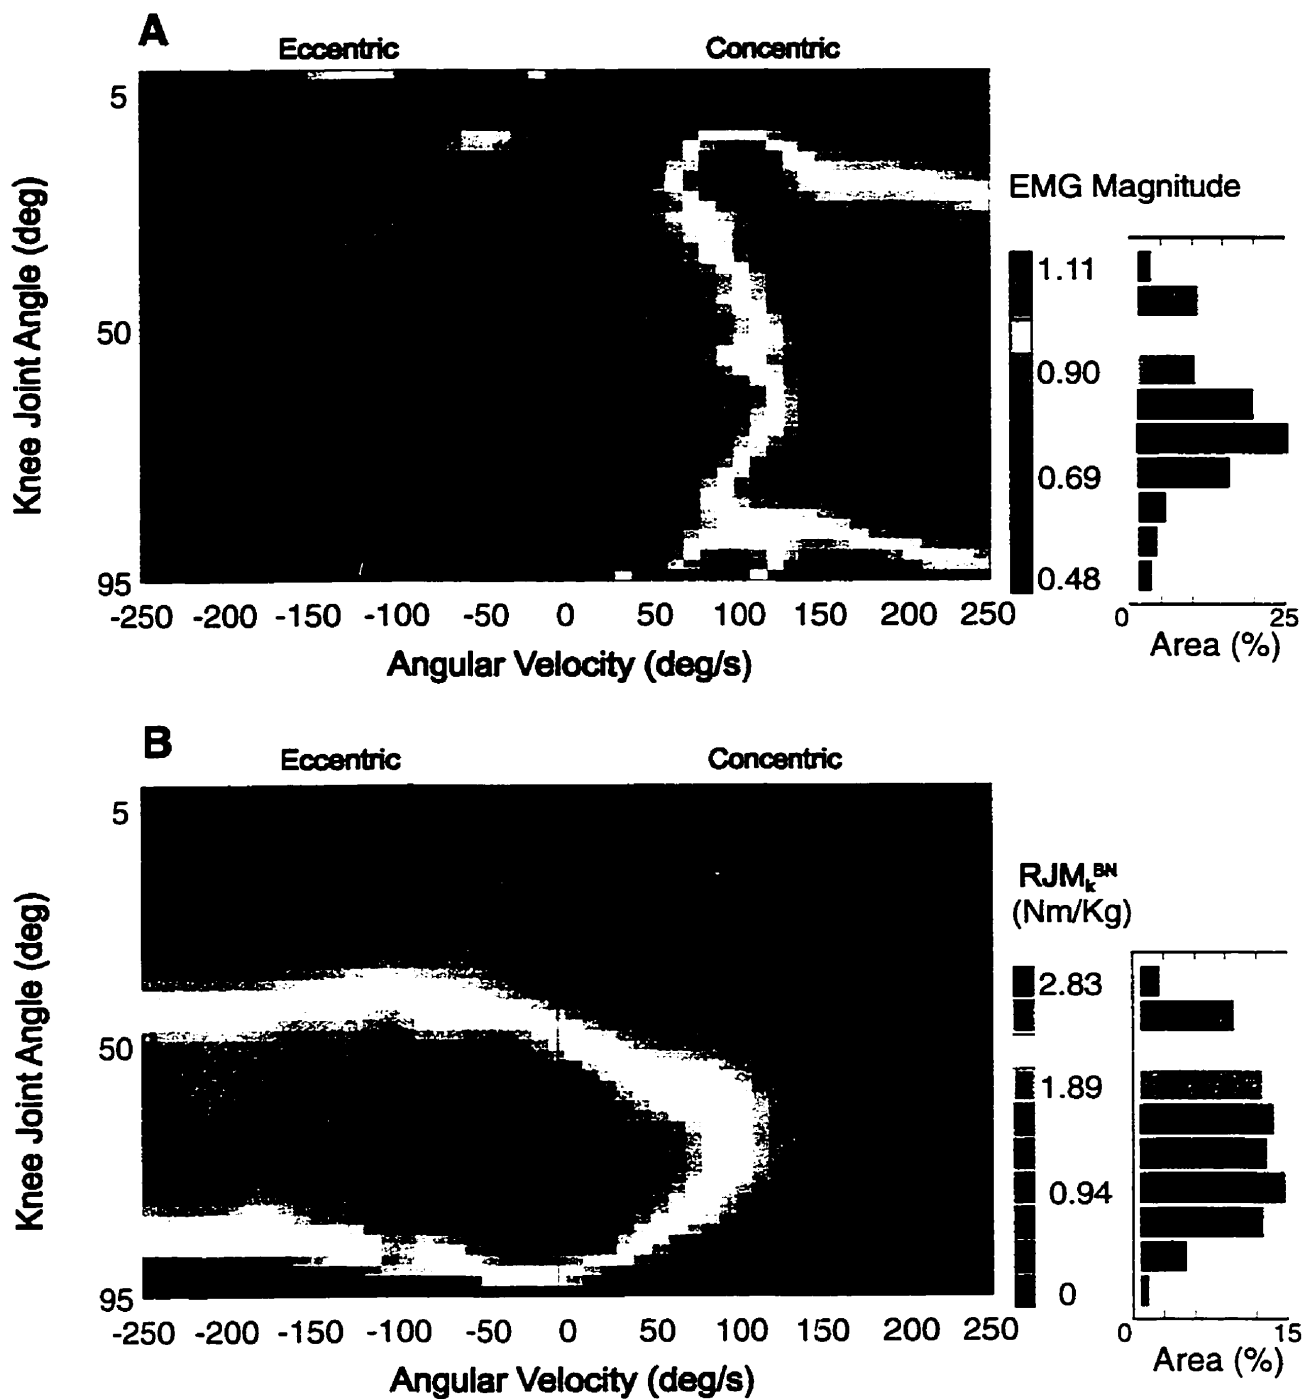 A
Eccentric
Concentric
5
50
95
Knee Joint Angle (deg)
-250 -200 -150 -100 -50 0 50 100 150 200 250
Angular Velocity (deg/s)
EMG Magnitude
1.11
0.90
0.69
0.48
0 25
Area (%)
B
Eccentric
Concentric
5
50
95
Knee Joint Angle (deg)
-250 -200 -150 -100 -50 0 50 100 150 200 250
Angular Velocity (deg/s)
RJMₖᴮᴺ
(Nm/Kg)
2.83
1.89
0.94
0
0 15
Area (%)